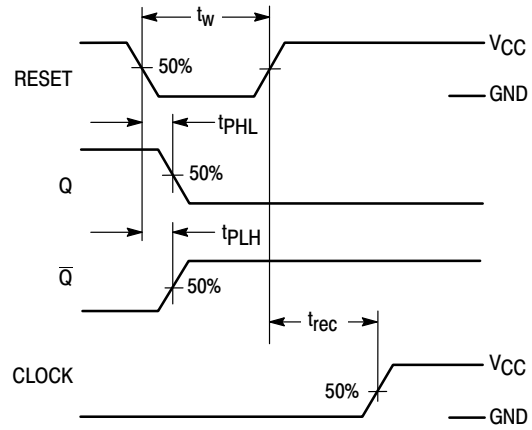 tw
VCC
RESET
50%
GND
tPHL
Q
50%
tPLH
Q̅
50%
trec
VCC
CLOCK
50%
GND